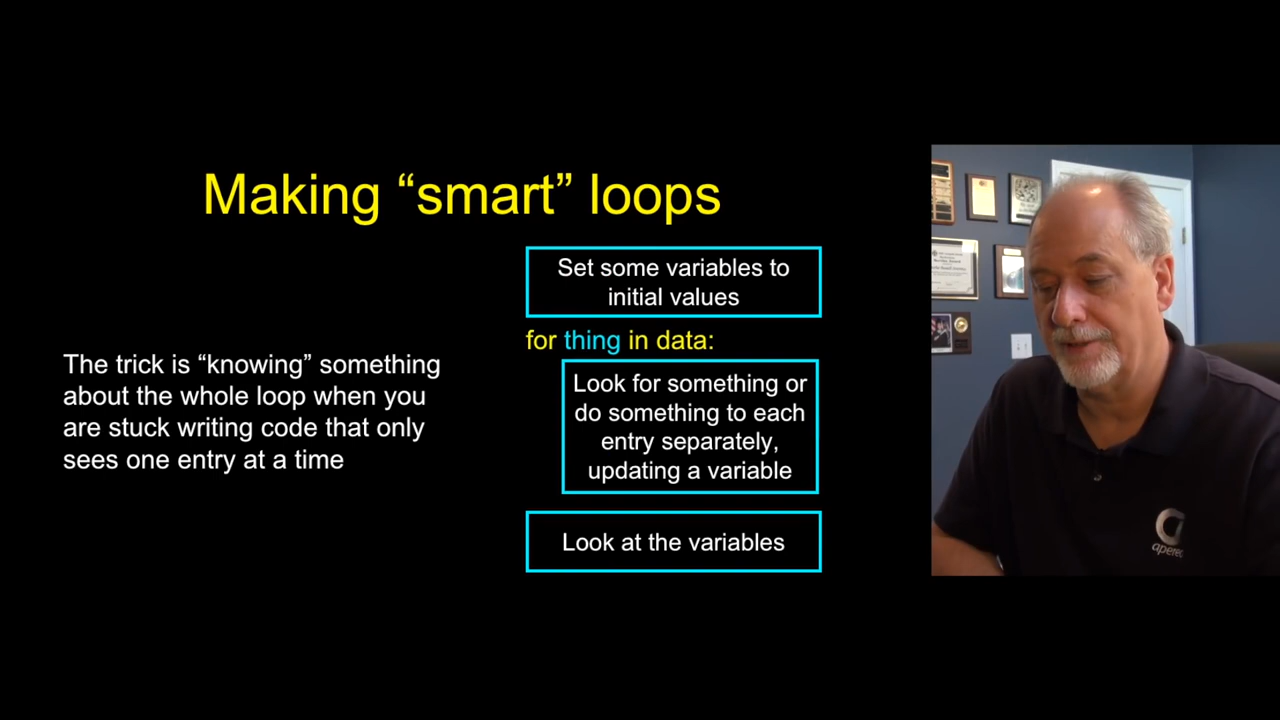 Making “smart” loops
The trick is “knowing” something
about the whole loop when you
are stuck writing code that only
sees one entry at a time
Set some variables to
initial values
for thing in data:
Look for something or
do something to each
entry separately,
updating a variable
Look at the variables